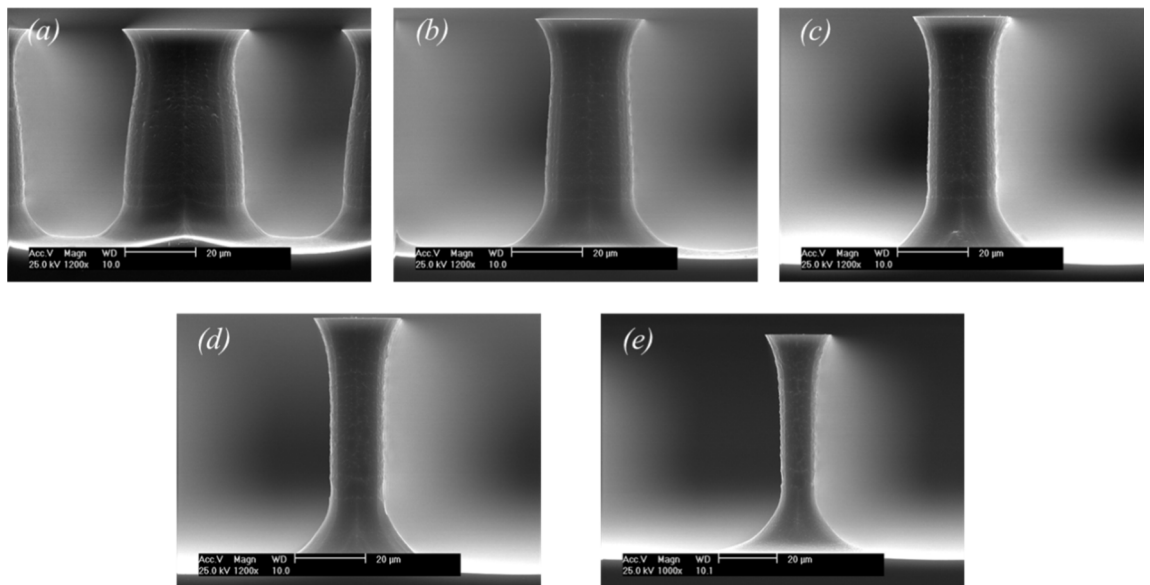 (a)
Acc.V Magn WD 20 μm
25.0 kV 1200x 10.0
(b)
Acc.V Magn WD 20 μm
25.0 kV 1200x 10.0
(c)
Acc.V Magn WD 20 μm
25.0 kV 1200x 10.0
(d)
Acc.V Magn WD 20 μm
25.0 kV 1200x 10.0
(e)
Acc.V Magn WD 20 μm
25.0 kV 1000x 10.1